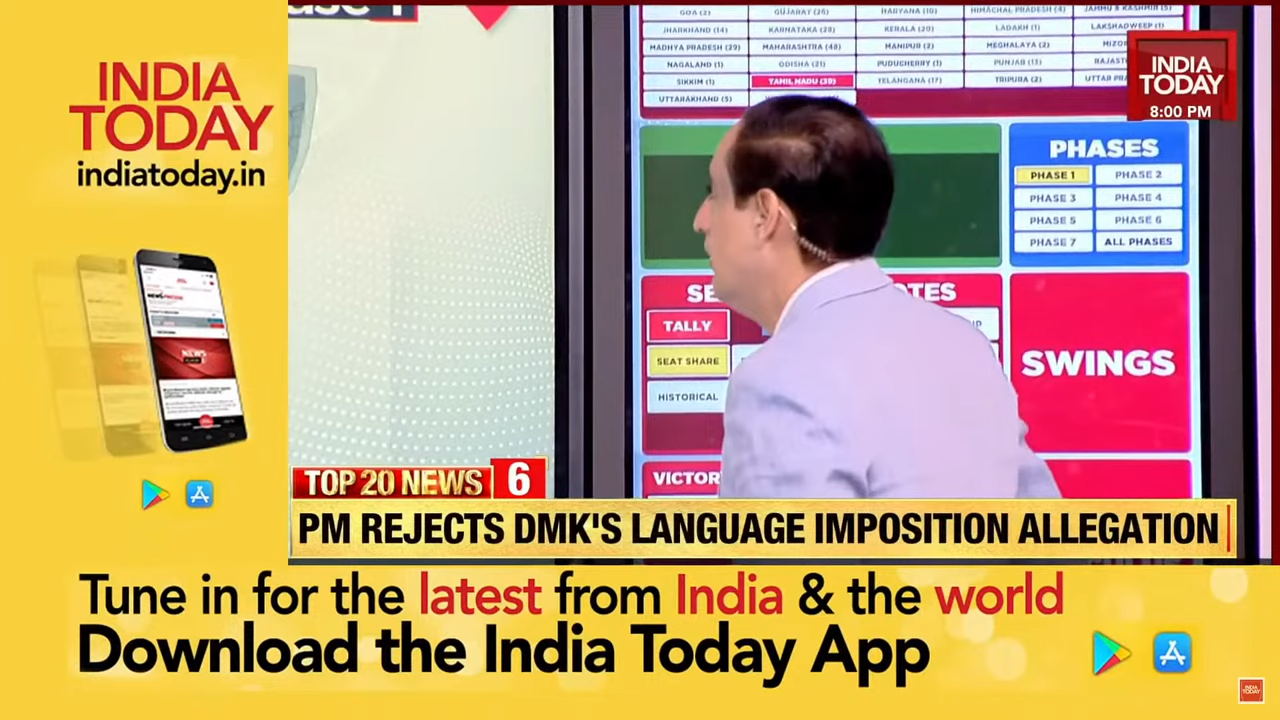 INDIA
TODAY
indiatoday.in
GOA (2)
GUJARAT (26)
HARYANA (10)
HIMACHAL PRADESH (4)
JAMMU & KASHMIR (5)
JHARKHAND (14)
KARNATAKA (28)
KERALA (20)
LADAKH (1)
LAKSHADWEEP (1)
MADHYA PRADESH (29)
MAHARASHTRA (48)
MANIPUR (2)
MEGHALAYA (2)
NAGALAND (1)
ODISHA (21)
PUDUCHERRY (1)
PUNJAB (13)
SIKKIM (1)
TAMIL NADU (39)
TELANGANA (17)
TRIPURA (2)
UTTAR PRA
UTTARAKHAND (5)
INDIA
TODAY
8:00 PM
PHASES
PHASE 1
PHASE 2
PHASE 3
PHASE 4
PHASE 5
PHASE 6
PHASE 7
ALL PHASES
TALLY
SEAT SHARE
HISTORICAL
SWINGS
VICTOR
TOP 20 NEWS 6
PM REJECTS DMK'S LANGUAGE IMPOSITION ALLEGATION
Tune in for the latest from India & the world
Download the India Today App
INDIA
TODAY